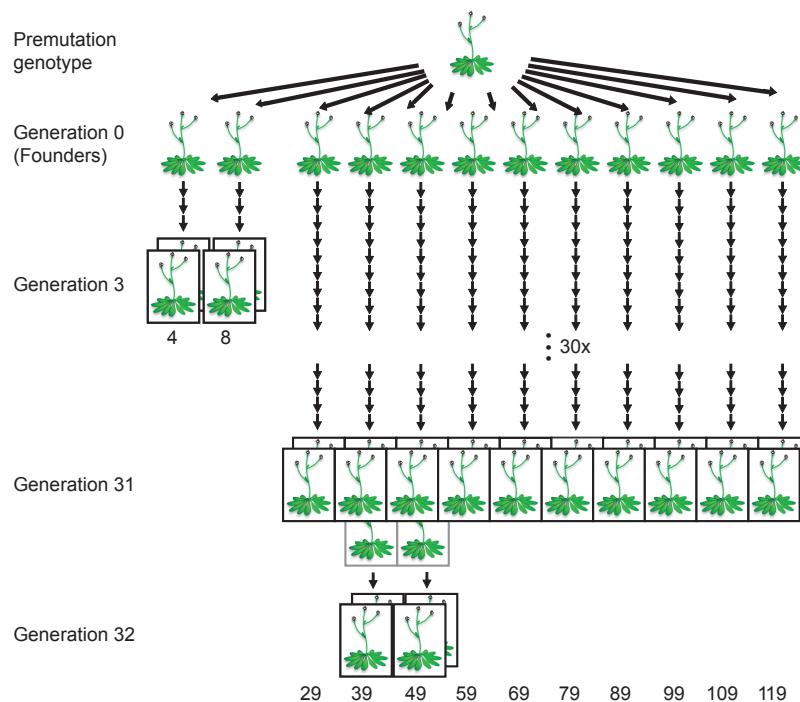 Premutation
genotype
Generation 0
(Founders)
Generation 3
4 8
30x
Generation 31
Generation 32
29 39 49 59 69 79 89 99 109 119